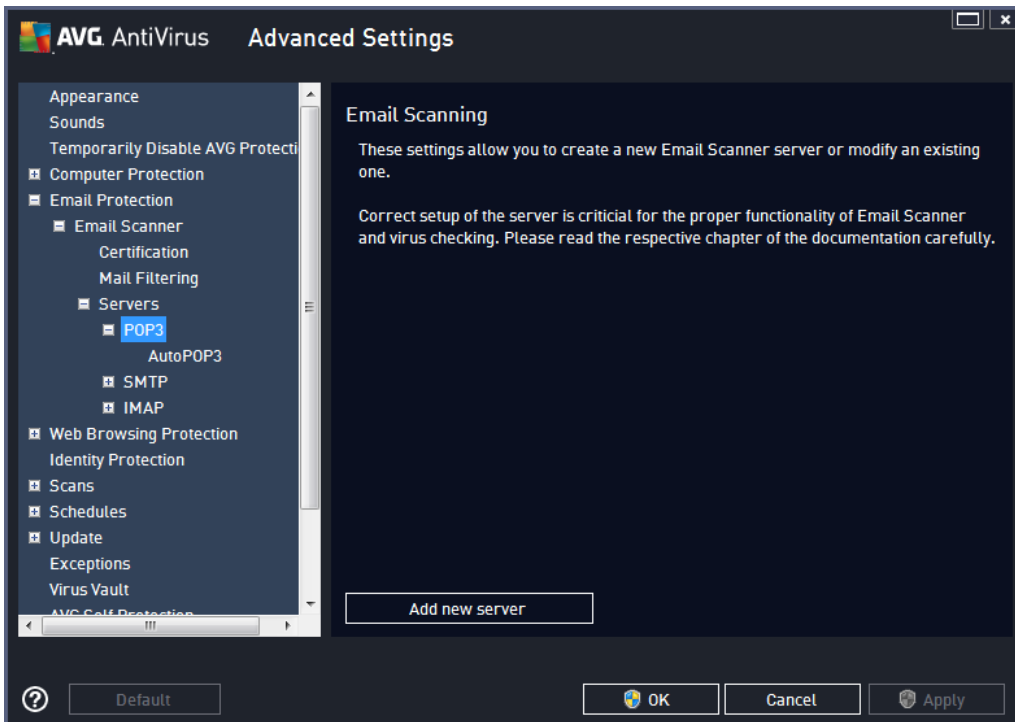 AVG. AntiVirus Advanced Settings
Appearance
Sounds
Temporarily Disable AVG Protecti
Computer Protection
Email Protection
Email Scanner
Certification
Mail Filtering
Servers
POP3
AutoPOP3
SMTP
IMAP
Web Browsing Protection
Identity Protection
Scans
Schedules
Update
Exceptions
Virus Vault
AVG Self Protection
Email Scanning
These settings allow you to create a new Email Scanner server or modify an existing
one.
Correct setup of the server is criticial for the proper functionality of Email Scanner
and virus checking. Please read the respective chapter of the documentation carefully.
Add new server
? Default
OK
Cancel
Apply